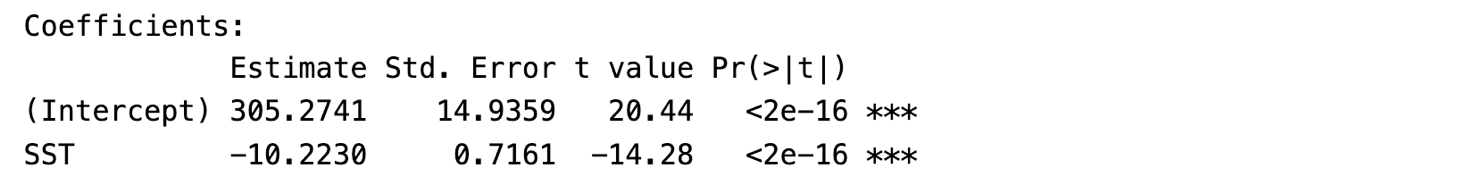 Coefficients:
            Estimate Std. Error t value Pr(>|t|)
(Intercept) 305.2741    14.9359   20.44   <2e-16 ***
SST         -10.2230     0.7161  -14.28   <2e-16 ***